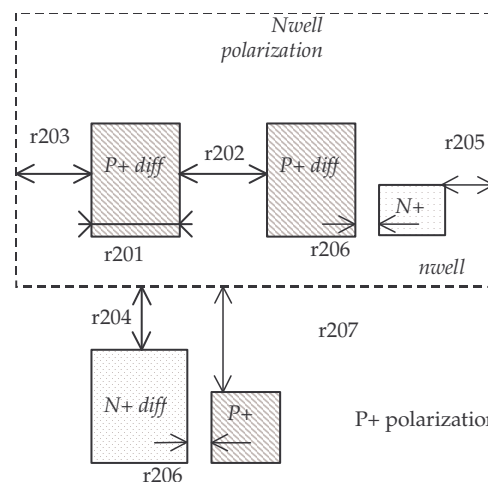 Nwell
polarization
r203
P+ diff
r202
P+ diff
r205
N+
r201
r206
nwell
r204
r207
N+ diff
P+
P+ polarization
r206